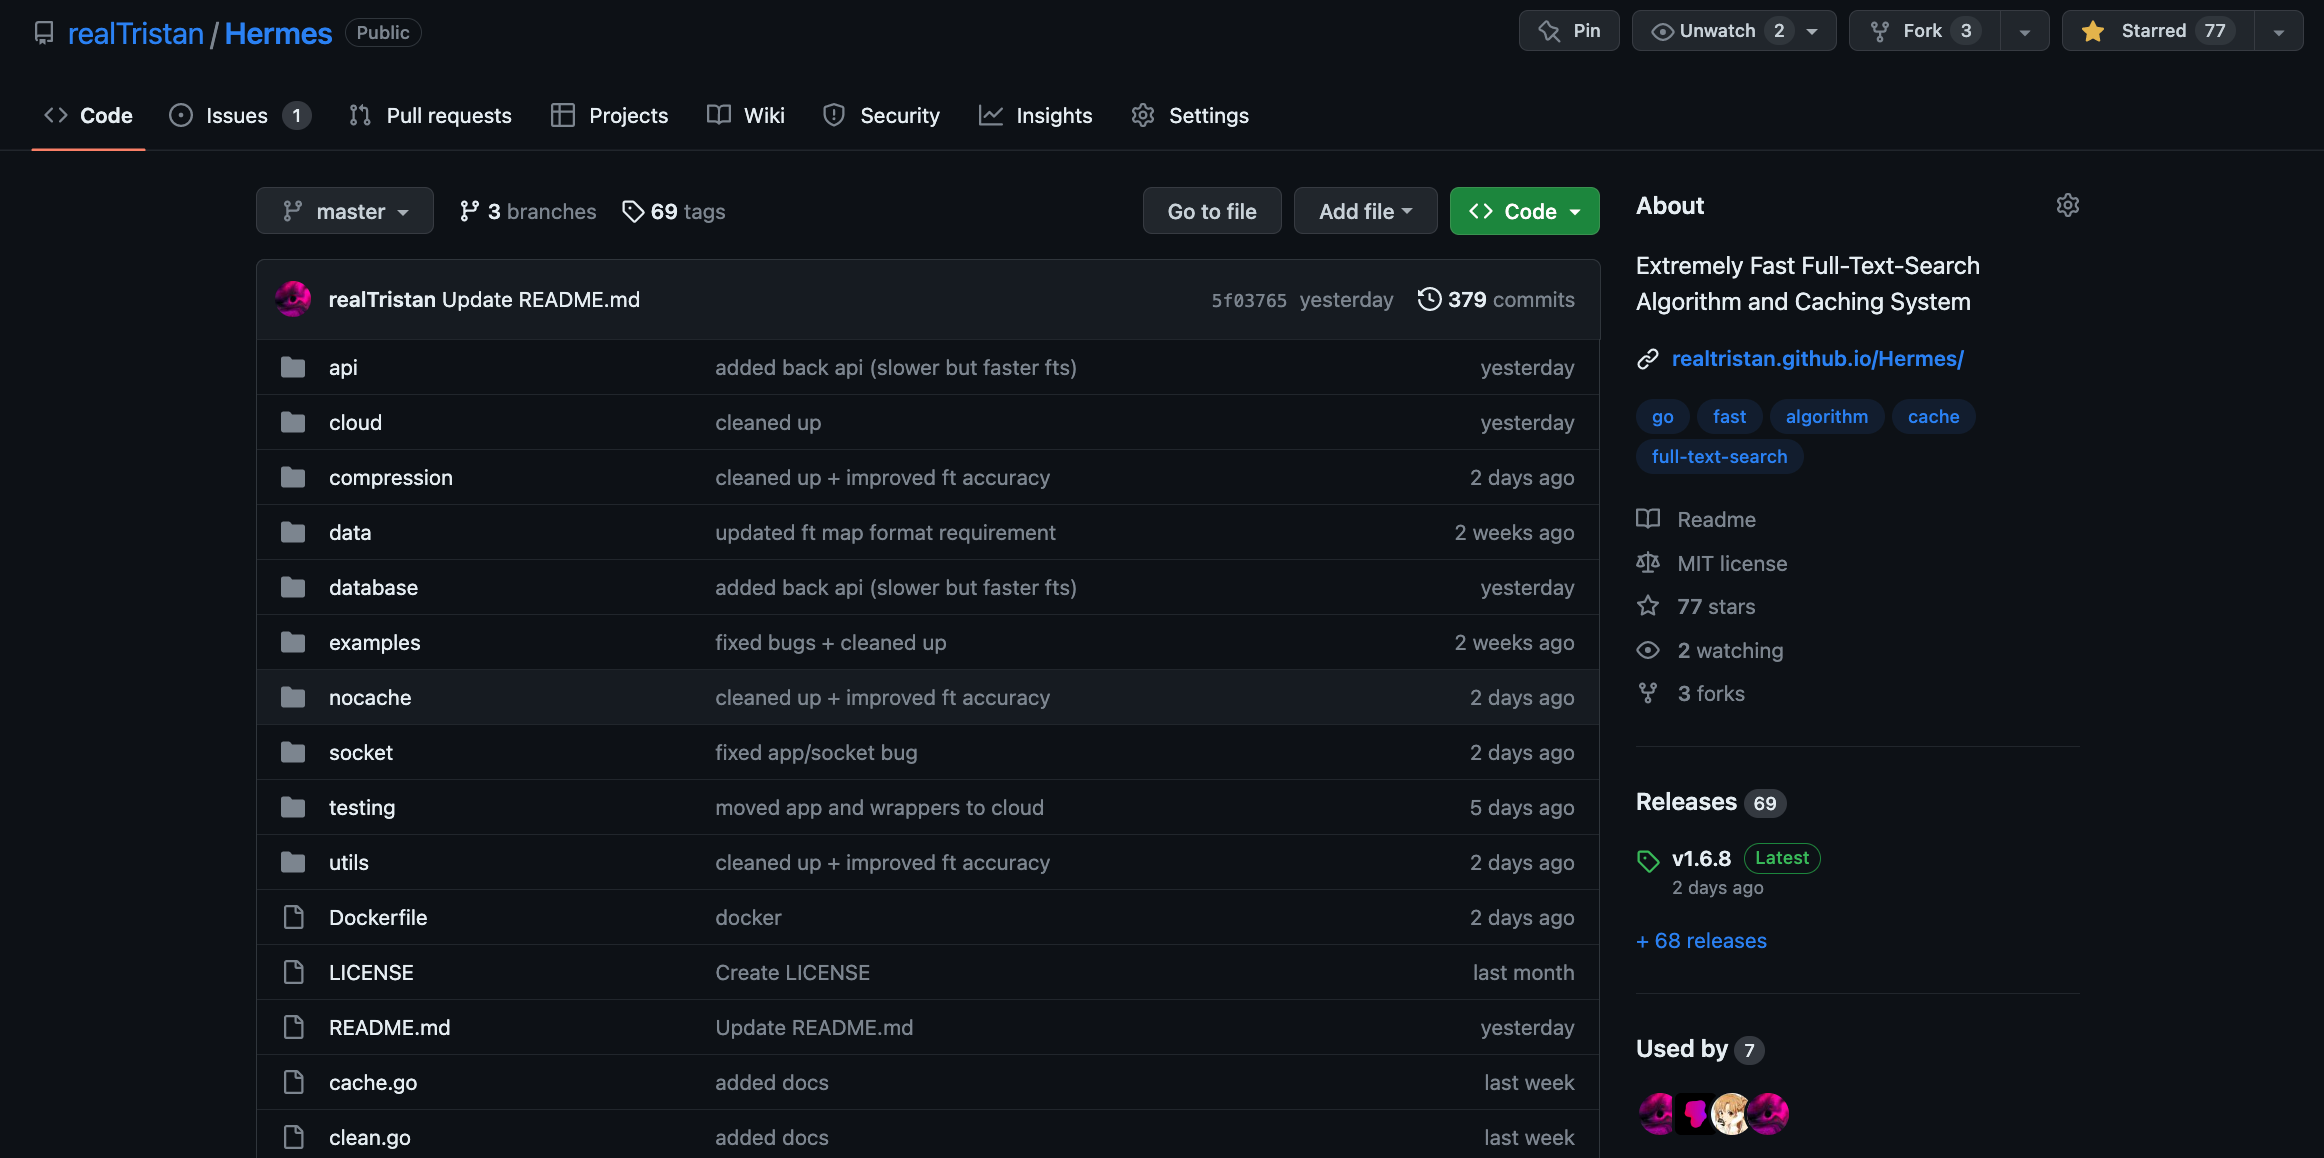 realTristan / Hermes Public
Pin
Unwatch 2
Fork 3
Starred 77
Code
Issues 1
Pull requests
Projects
Wiki
Security
Insights
Settings
master
3 branches
69 tags
Go to file
Add file
Code
realTristan Update README.md 5f03765 yesterday 379 commits
api added back api (slower but faster fts) yesterday
cloud cleaned up yesterday
compression cleaned up + improved ft accuracy 2 days ago
data updated ft map format requirement 2 weeks ago
database added back api (slower but faster fts) yesterday
examples fixed bugs + cleaned up 2 weeks ago
nocache cleaned up + improved ft accuracy 2 days ago
socket fixed app/socket bug 2 days ago
testing moved app and wrappers to cloud 5 days ago
utils cleaned up + improved ft accuracy 2 days ago
Dockerfile docker 2 days ago
LICENSE Create LICENSE last month
README.md Update README.md yesterday
cache.go added docs last week
clean.go added docs last week
About
Extremely Fast Full-Text-Search
Algorithm and Caching System
realtristan.github.io/Hermes/
go fast algorithm cache
full-text-search
Readme
MIT license
77 stars
2 watching
3 forks
Releases 69
v1.6.8 Latest
2 days ago
+ 68 releases
Used by 7